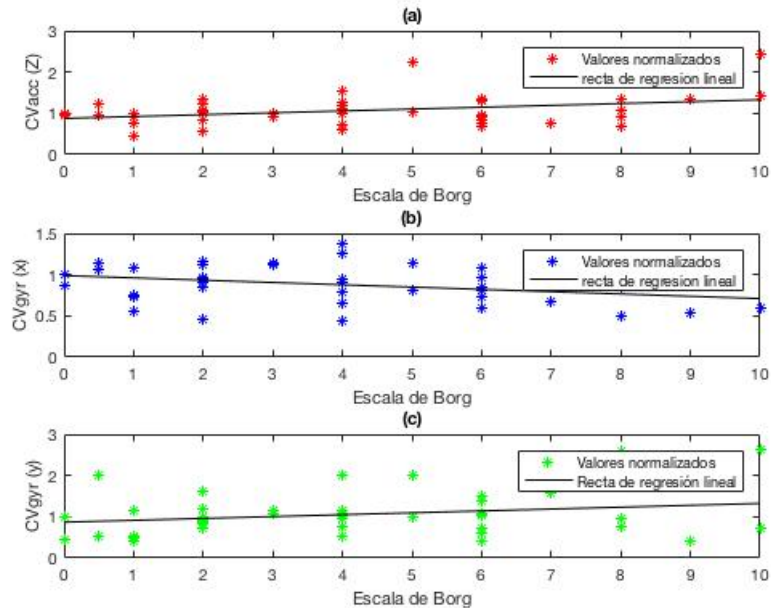 (a)
3
2
1
0
CVacc (Z)
Valores normalizados
recta de regresion lineal
0 1 2 3 4 5 6 7 8 9 10
Escala de Borg
(b)
1.5
1
0.5
0
CVgyr (x)
Valores normalizados
recta de regresion lineal
0 1 2 3 4 5 6 7 8 9 10
Escala de Borg
(c)
3
2
1
0
CVgyr (y)
Valores normalizados
Recta de regresión lineal
0 1 2 3 4 5 6 7 8 9 10
Escala de Borg